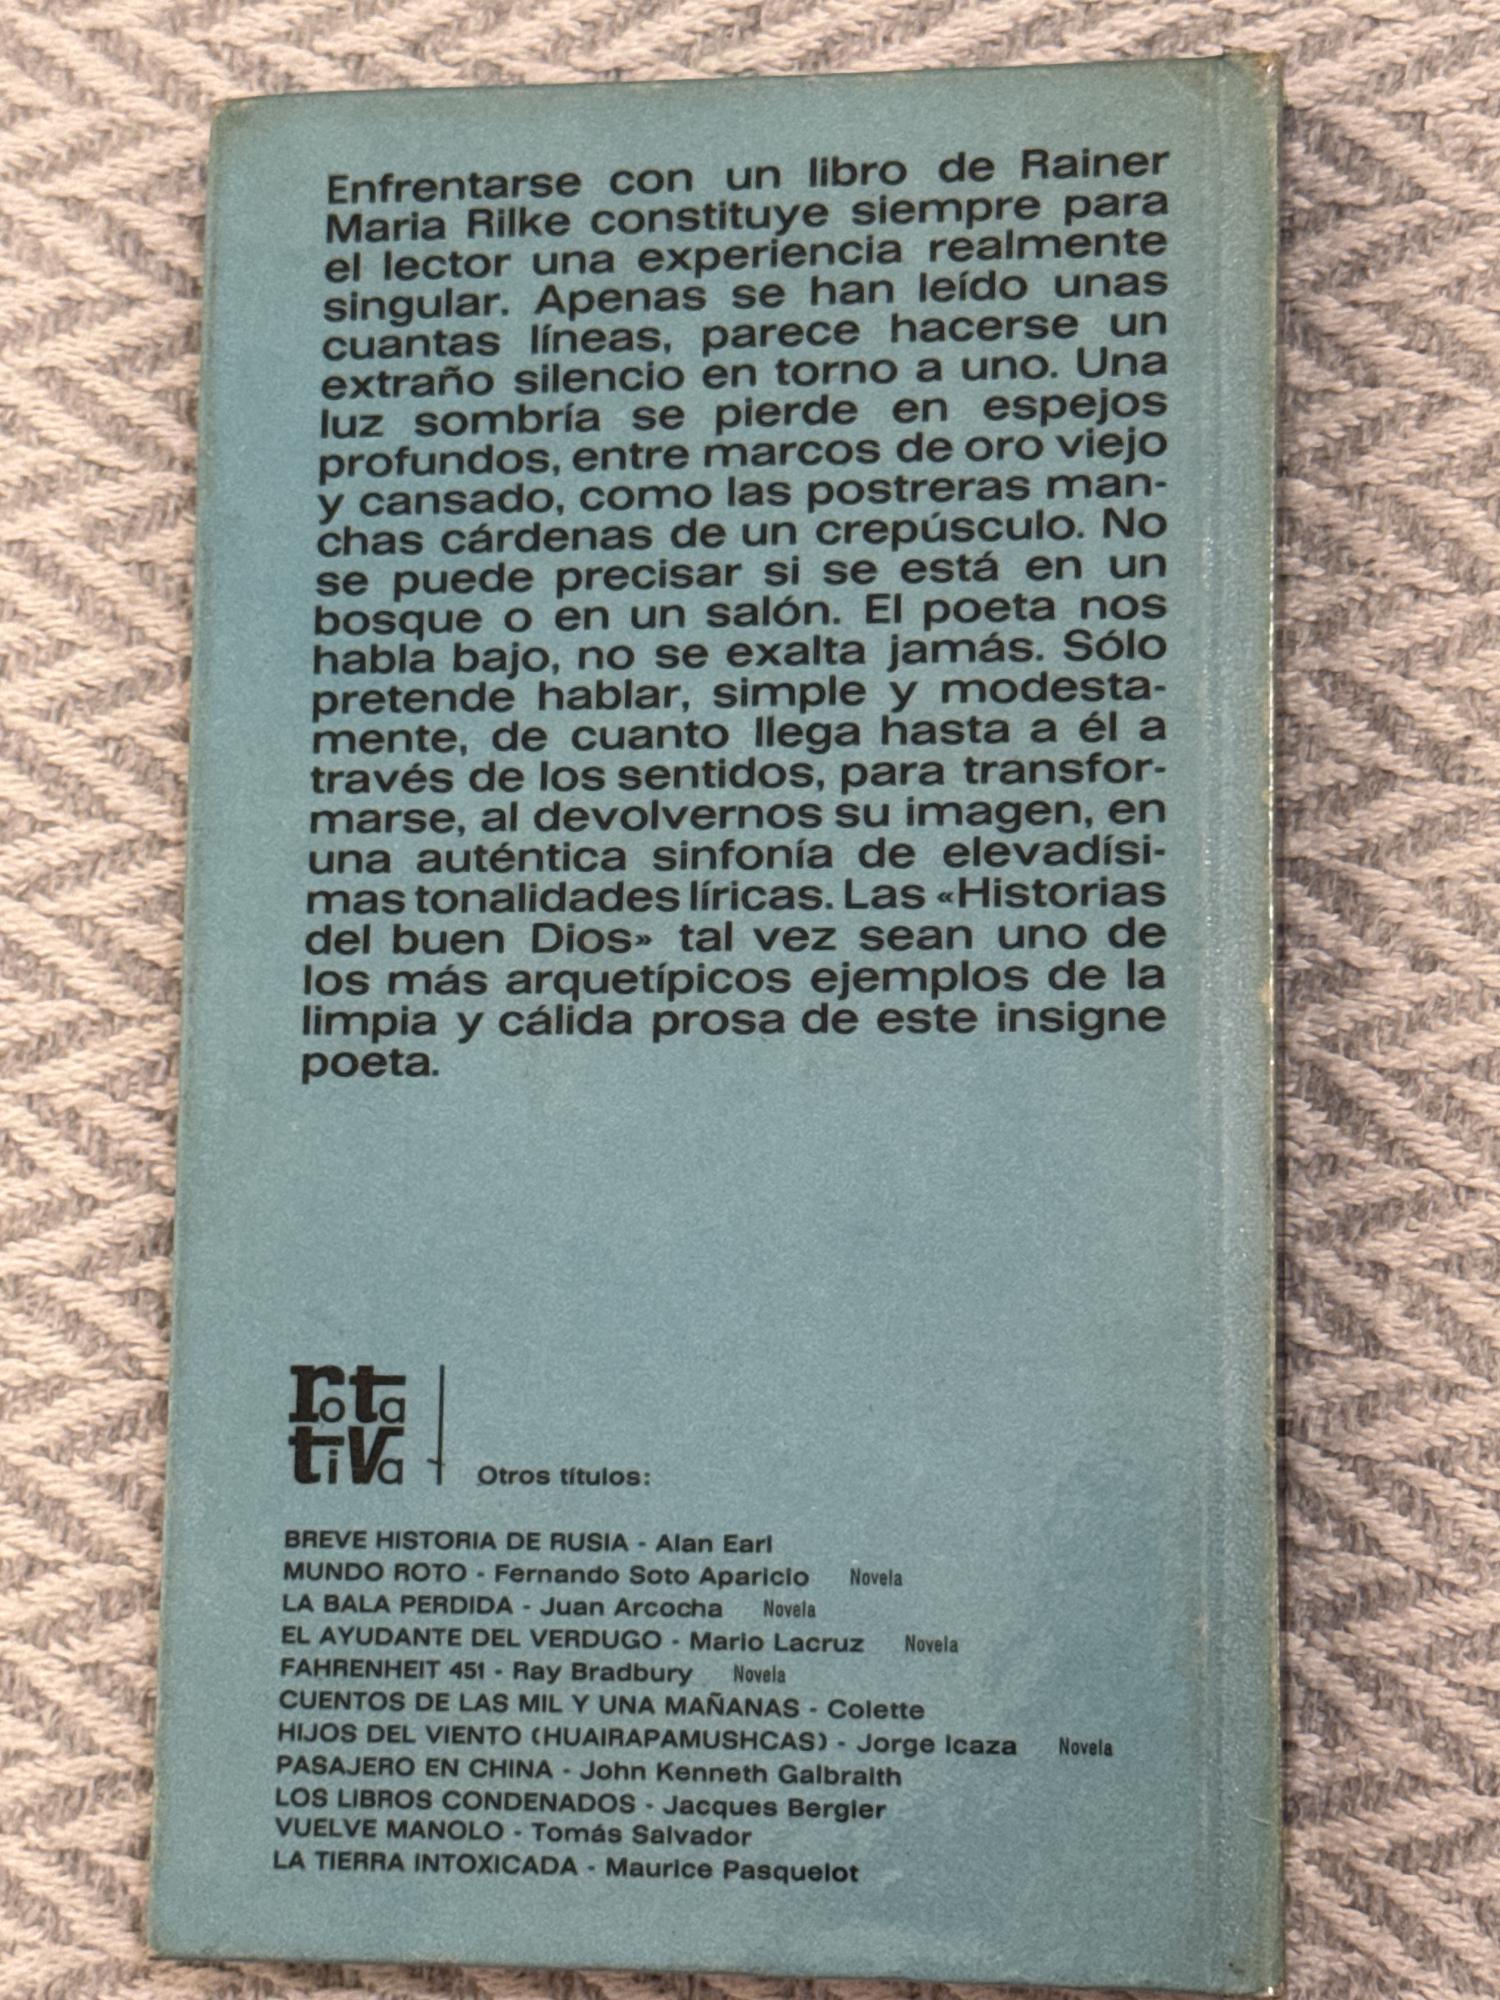 Enfrentarse con un libro de Rainer
Maria Rilke constituye siempre para
el lector una experiencia realmente
singular. Apenas se han leído unas
cuantas líneas, parece hacerse un
extraño silencio en torno a uno. Una
luz sombría se pierde en espejos
profundos, entre marcos de oro viejo
y cansado, como las postreras man-
chas cárdenas de un crepúsculo. No
se puede precisar si se está en un
bosque o en un salón. El poeta nos
habla bajo, no se exalta jamás. Sólo
pretende hablar, simple y modesta-
mente, de cuanto llega hasta a él a
través de los sentidos, para transfor-
marse, al devolvernos su imagen, en
una auténtica sinfonía de elevadísi-
mas tonalidades líricas. Las «Historias
del buen Dios» tal vez sean uno de
los más arquetípicos ejemplos de la
limpia y cálida prosa de este insigne
poeta.
rota
tiva
Otros títulos:
BREVE HISTORIA DE RUSIA - Alan Earl
MUNDO ROTO - Fernando Soto Aparicio Novela
LA BALA PERDIDA - Juan Arcocha Novela
EL AYUDANTE DEL VERDUGO - Mario Lacruz Novela
FAHRENHEIT 451 - Ray Bradbury Novela
CUENTOS DE LAS MIL Y UNA MAÑANAS - Colette
HIJOS DEL VIENTO (HUAIRAPAMUSHCAS) - Jorge Icaza Novela
PASAJERO EN CHINA - John Kenneth Galbraith
LOS LIBROS CONDENADOS - Jacques Bergier
VUELVE MANOLO - Tomás Salvador
LA TIERRA INTOXICADA - Maurice Pasquelot